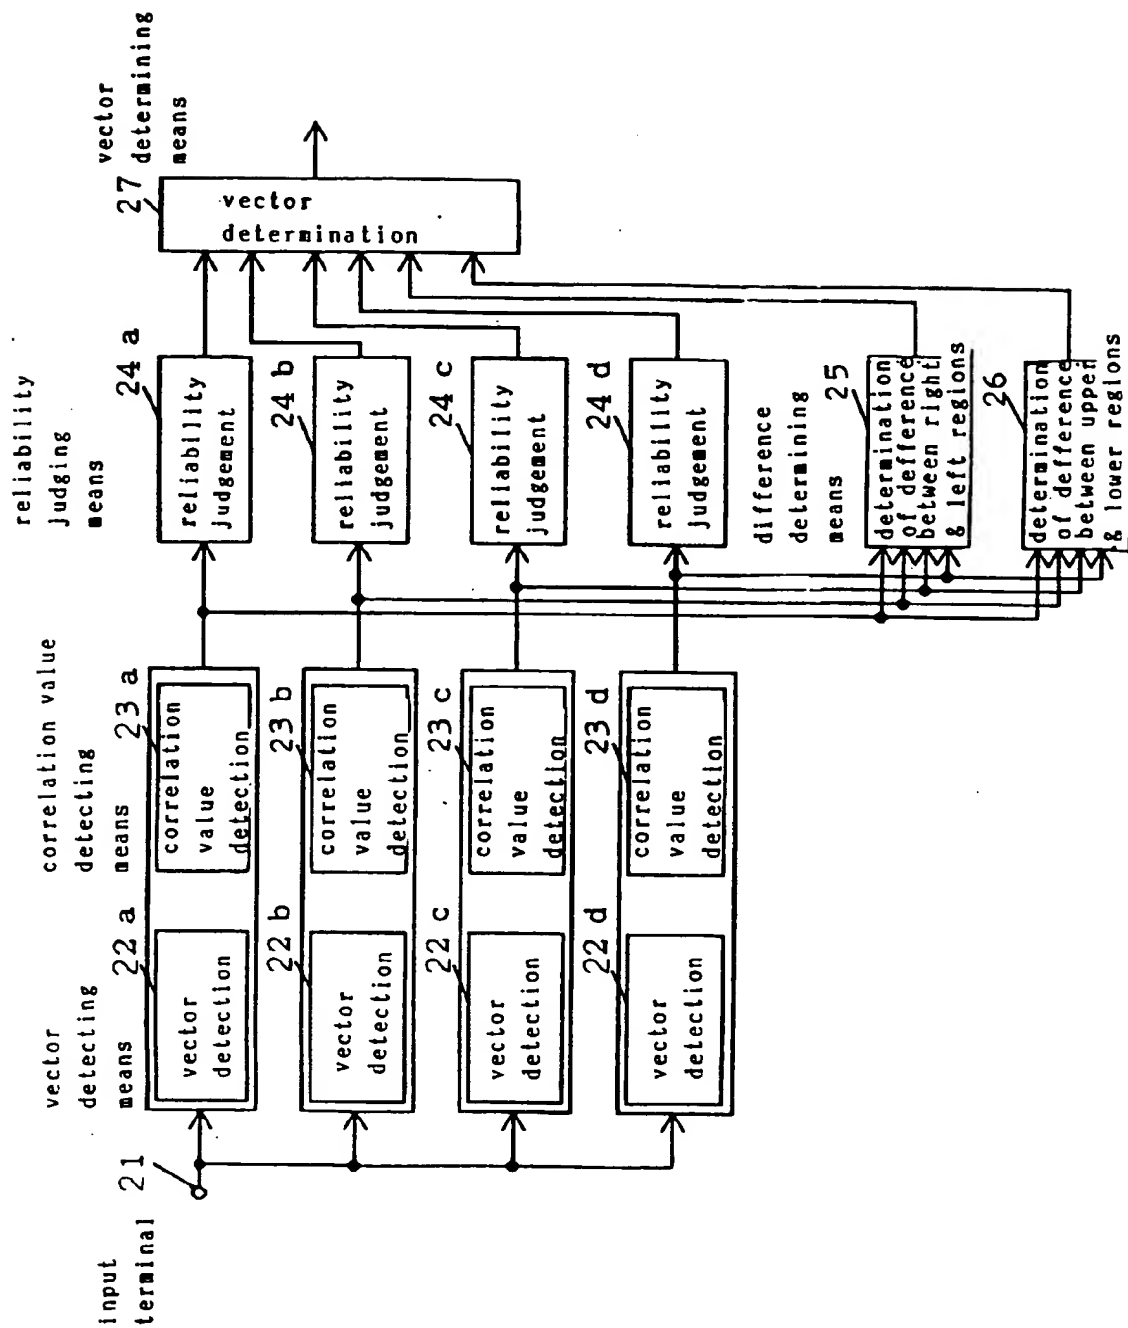 input
terminal 21
vector
detecting
means
22 a
vector
detection
22 b
vector
detection
22 c
vector
detection
22 d
vector
detection
correlation value
detecting
means
23 a
correlation
value
detection
23 b
correlation
value
detection
23 c
correlation
value
detection
23 d
correlation
value
detection
reliability
judging
means
24 a
reliability
judgement
24 b
reliability
judgement
24 c
reliability
judgement
24 d
reliability
judgement
difference
determining
means
25
determination
of defference
between right
& left regions
26
determination
of defference
between upper
& lower regions
27
vector
determining
means
vector
determination